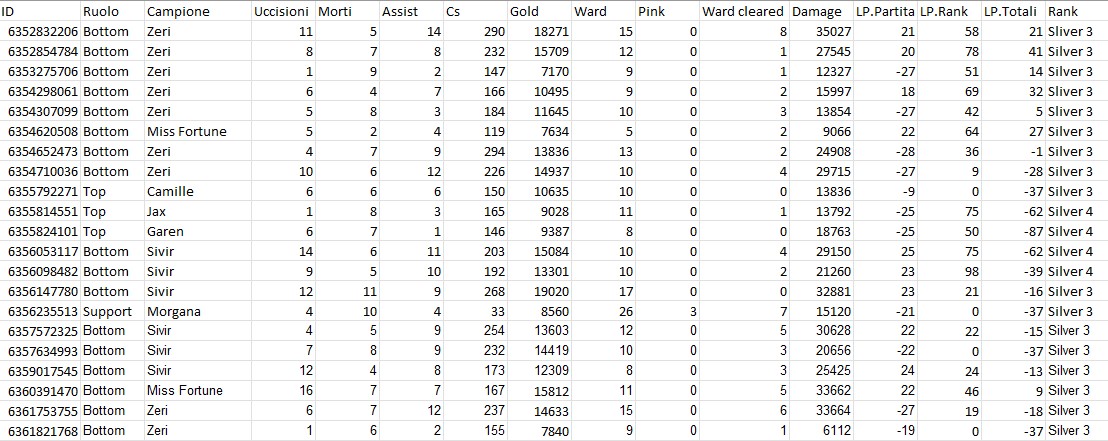 ID Ruolo Campione Uccisioni Morti Assist Cs Gold Ward Pink Ward cleared Damage LP.Partita LP.Rank LP.Totali Rank
6352832206 Bottom Zeri 11 5 14 290 18271 15 0 8 35027 21 58 21 Sliver 3
6352854784 Bottom Zeri 8 7 8 232 15709 12 0 1 27545 20 78 41 Silver 3
6353275706 Bottom Zeri 1 9 2 147 7170 9 0 1 12327 -27 51 14 Silver 3
6354298061 Bottom Zeri 6 4 7 166 10495 9 0 2 15997 18 69 32 Silver 3
6354307099 Bottom Zeri 5 8 3 184 11645 10 0 3 13854 -27 42 5 Silver 3
6354620508 Bottom Miss Fortune 5 2 4 119 7634 5 0 2 9066 22 64 27 Silver 3
6354652473 Bottom Zeri 4 7 9 294 13836 13 0 2 24908 -28 36 -1 Silver 3
6354710036 Bottom Zeri 10 6 12 226 14937 10 0 4 29715 -27 9 -28 Silver 3
6355792271 Top Camille 6 6 6 150 10635 10 0 0 13836 -9 0 -37 Silver 3
6355814551 Top Jax 1 8 3 165 9028 11 0 1 13792 -25 75 -62 Silver 4
6355824101 Top Garen 6 7 1 146 9387 8 0 0 18763 -25 50 -87 Silver 4
6356053117 Bottom Sivir 14 6 11 203 15084 10 0 4 29150 25 75 -62 Silver 4
6356098482 Bottom Sivir 9 5 10 192 13301 10 0 2 21260 23 98 -39 Silver 4
6356147780 Bottom Sivir 12 11 9 268 19020 17 0 0 32881 23 21 -16 Silver 3
6356235513 Support Morgana 4 10 4 33 8560 26 3 7 15120 -21 0 -37 Silver 3
6357572325 Bottom Sivir 4 5 9 254 13603 12 0 5 30628 22 22 -15 Silver 3
6357634993 Bottom Sivir 7 8 9 232 14419 10 0 3 20656 -22 0 -37 Silver 3
6359017545 Bottom Sivir 12 4 8 173 12309 8 0 3 25425 24 24 -13 Silver 3
6360391470 Bottom Miss Fortune 16 7 7 167 15812 11 0 5 33662 22 46 9 Silver 3
6361753755 Bottom Zeri 6 7 12 237 14633 15 0 6 33664 -27 19 -18 Silver 3
6361821768 Bottom Zeri 1 6 2 155 7840 9 0 1 6112 -19 0 -37 Silver 3